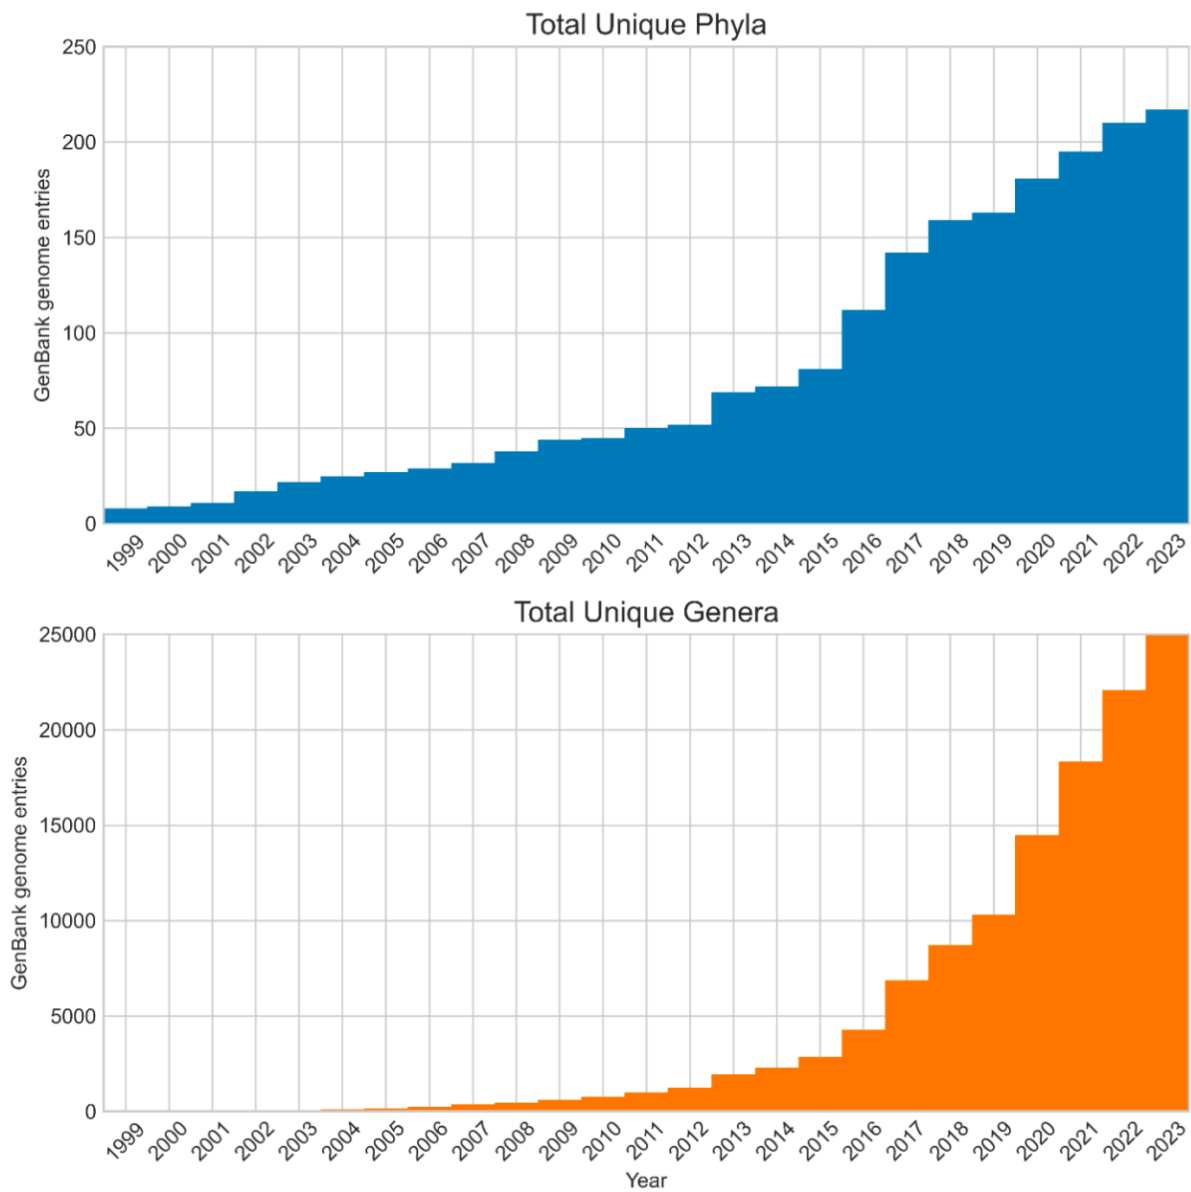 Total Unique Phyla
GenBank genome entries
250
200
150
100
50
0
1999 2000 2001 2002 2003 2004 2005 2006 2007 2008 2009 2010 2011 2012 2013 2014 2015 2016 2017 2018 2019 2020 2021 2022 2023
Total Unique Genera
GenBank genome entries
25000
20000
15000
10000
5000
0
1999 2000 2001 2002 2003 2004 2005 2006 2007 2008 2009 2010 2011 2012 2013 2014 2015 2016 2017 2018 2019 2020 2021 2022 2023
Year